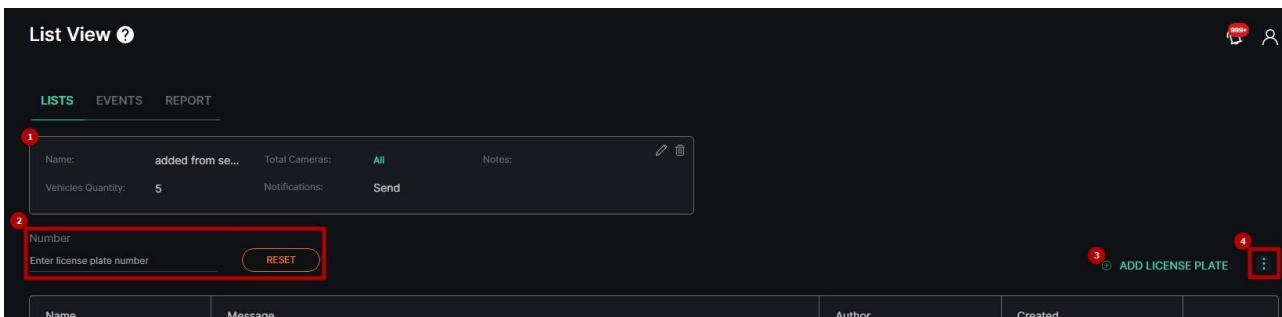 List View ?
999+
LISTS EVENTS REPORT
1
Name: added from se... Total Cameras: All Notes:
Vehicles Quantity: 5 Notifications: Send
2
Number
Enter license plate number RESET
3 ADD LICENSE PLATE 4
Name Message Author Created